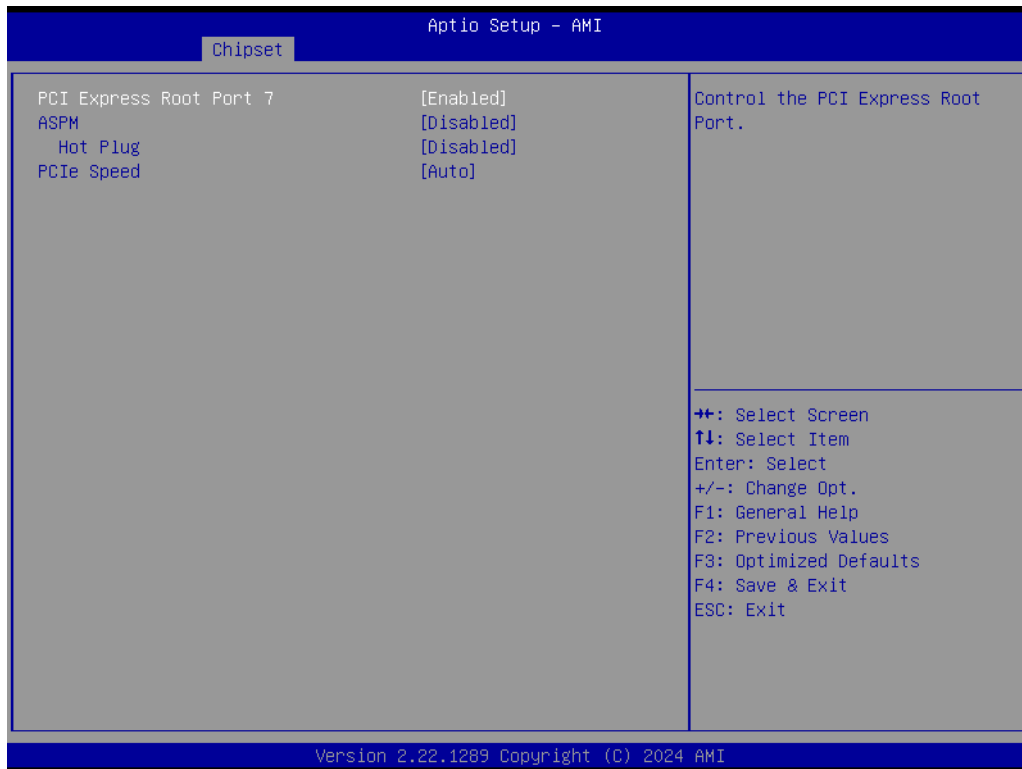 Aptio Setup – AMI
Chipset
PCI Express Root Port 7 [Enabled]
ASPM [Disabled]
Hot Plug [Disabled]
PCIe Speed [Auto]
Control the PCI Express Root
Port.
→←: Select Screen
↑↓: Select Item
Enter: Select
+/-: Change Opt.
F1: General Help
F2: Previous Values
F3: Optimized Defaults
F4: Save & Exit
ESC: Exit
Version 2.22.1289 Copyright (C) 2024 AMI